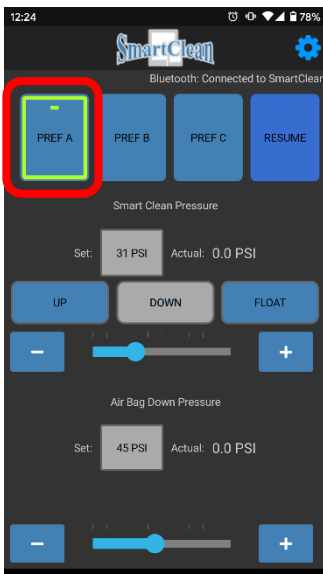 12:24 78%
SmartClean
Bluetooth: Connected to SmartClear
PREF A PREF B PREF C RESUME
Smart Clean Pressure
Set: 31 PSI Actual: 0.0 PSI
UP DOWN FLOAT
− +
Air Bag Down Pressure
Set: 45 PSI Actual: 0.0 PSI
− +